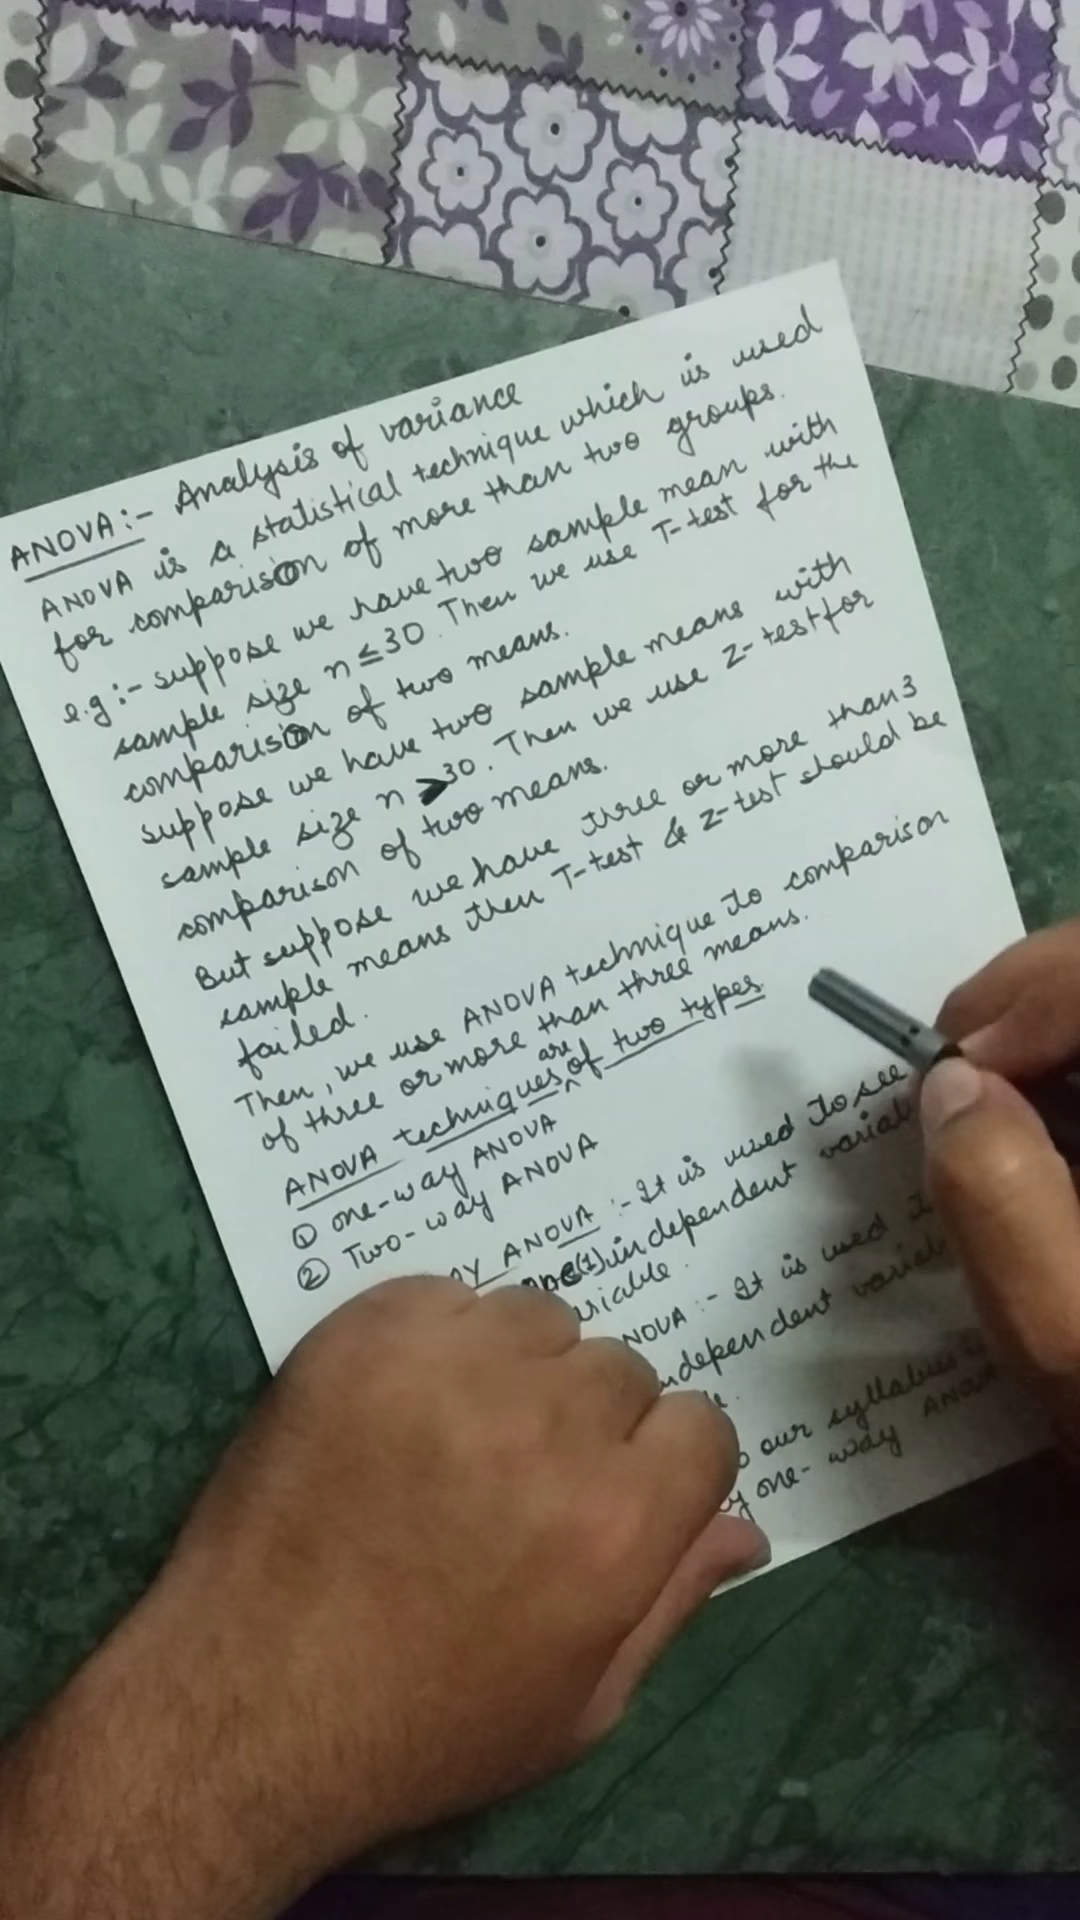 ANOVA:- Analysis of variance
ANOVA is a statistical technique which is used
for comparison of more than two groups.
e.g:- suppose we have two sample mean with
sample size n ≤ 30. Then we use T-test for the
comparison of two means.
suppose we have two sample means with
sample size n > 30. Then we use Z-test for
comparison of two means.
But suppose we have three or more than 3
sample means then T-test & Z-test should be
failed.
Then, we use ANOVA technique to comparison
of three or more than three means.
ANOVA techniques are of two types.
① one-way ANOVA
② Two-way ANOVA
ANOVA :- It is used to see
one(1) independent
:- It is used
independent
our syllabus
one-way ANOVA